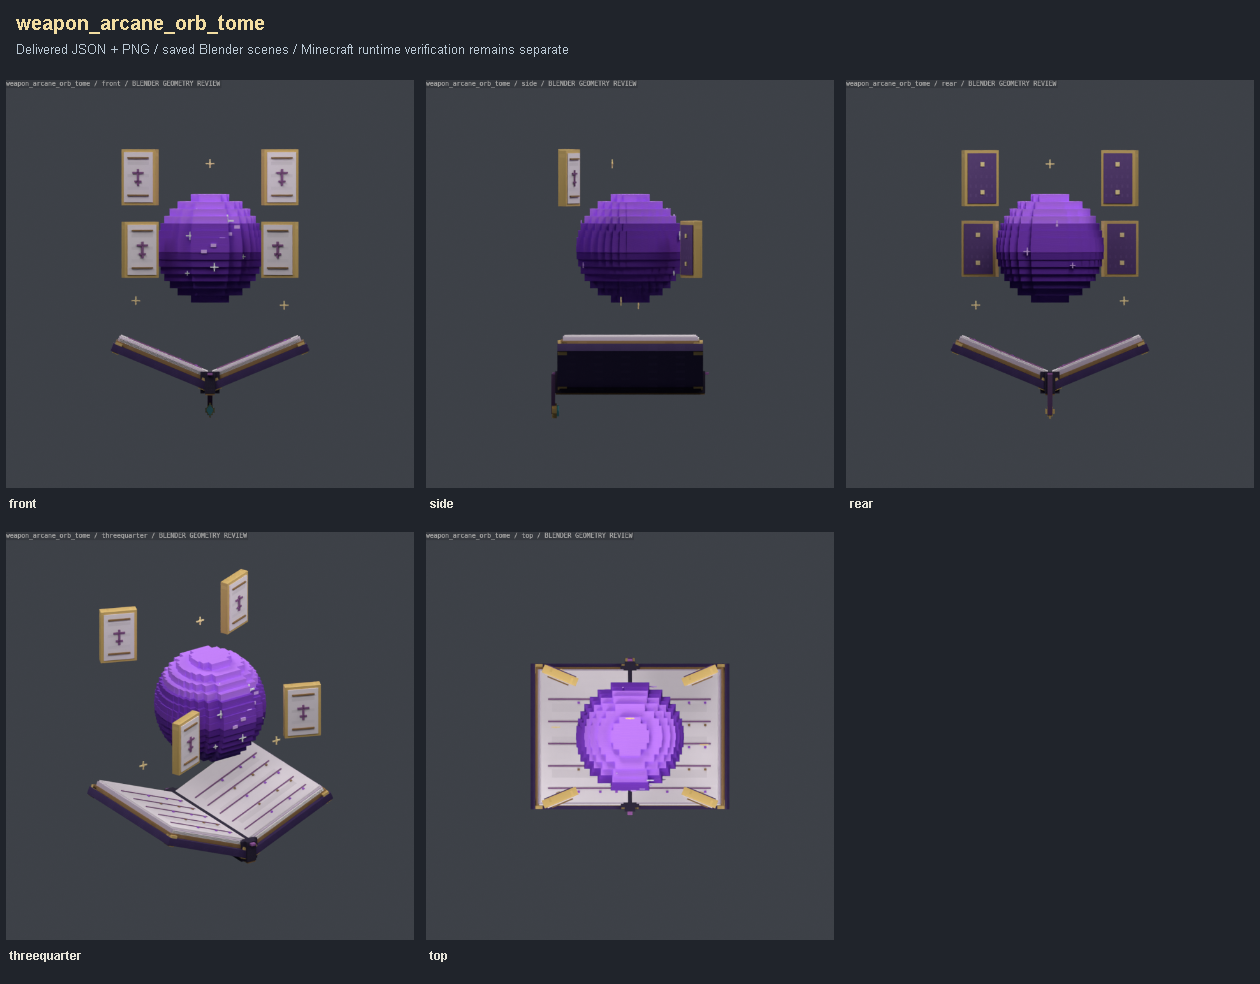 weapon_arcane_orb_tome
Delivered JSON + PNG / saved Blender scenes / Minecraft runtime verification remains separate
weapon_arcane_orb_tome / front / BLENDER GEOMETRY REVIEW
weapon_arcane_orb_tome / side / BLENDER GEOMETRY REVIEW
weapon_arcane_orb_tome / rear / BLENDER GEOMETRY REVIEW
front
side
rear
weapon_arcane_orb_tome / threequarter / BLENDER GEOMETRY REVIEW
weapon_arcane_orb_tome / top / BLENDER GEOMETRY REVIEW
threequarter
top